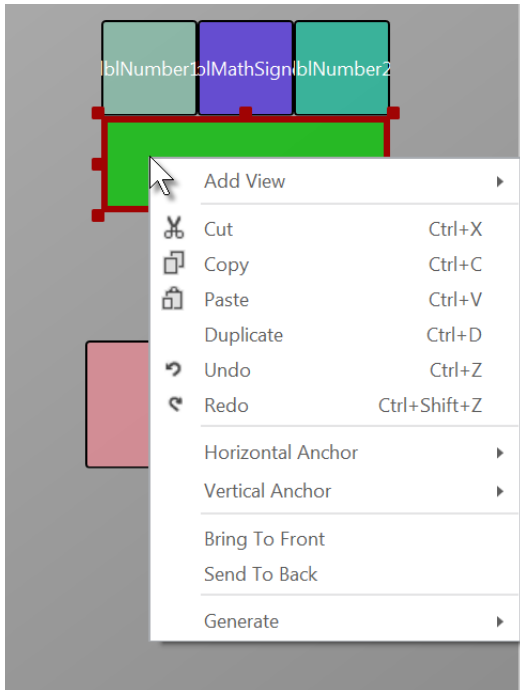 lblNumber1
blMathSign
lblNumber2
Add View
Cut Ctrl+X
Copy Ctrl+C
Paste Ctrl+V
Duplicate Ctrl+D
Undo Ctrl+Z
Redo Ctrl+Shift+Z
Horizontal Anchor
Vertical Anchor
Bring To Front
Send To Back
Generate